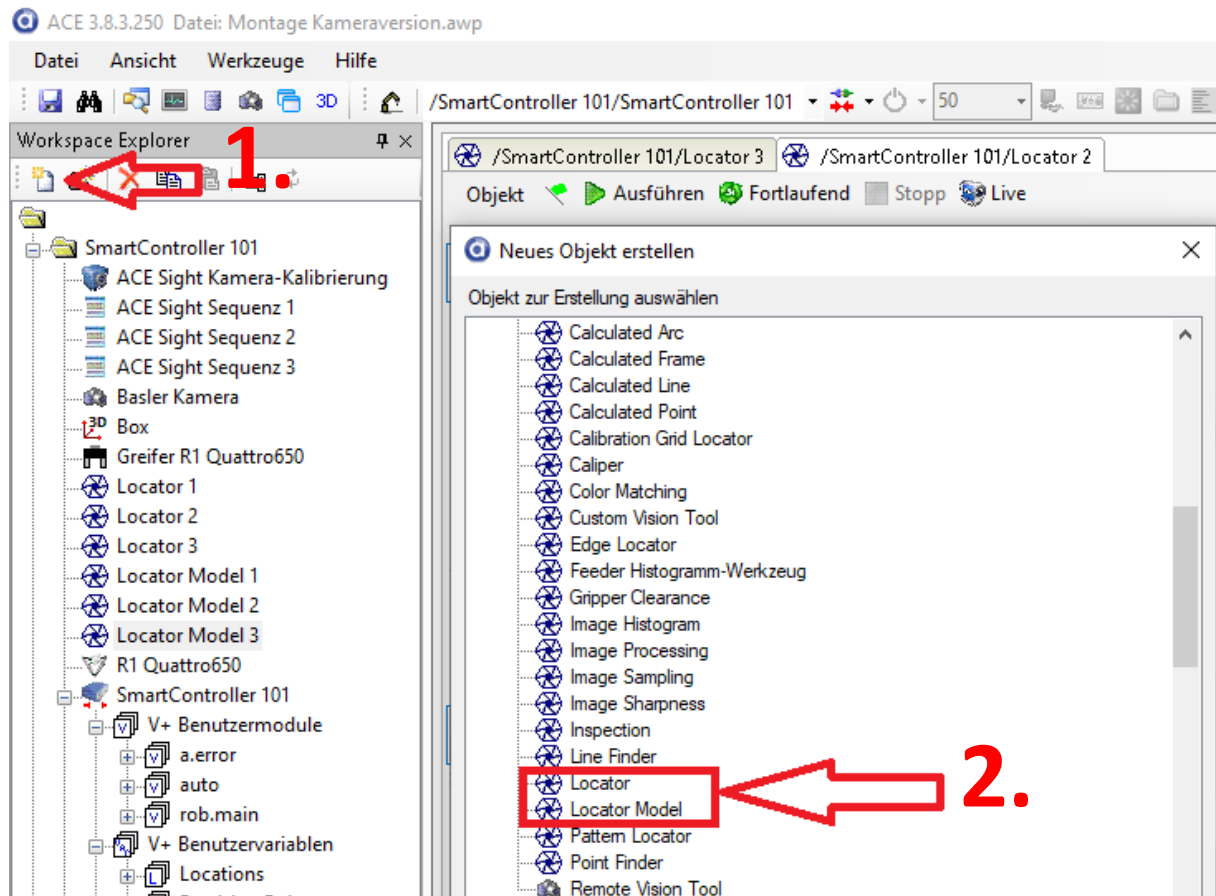 ACE 3.8.3.250 Datei: Montage Kameraversion.awp
Datei Ansicht Werkzeuge Hilfe
3D /SmartController 101/SmartController 101 50
Workspace Explorer
1.
/SmartController 101/Locator 3 /SmartController 101/Locator 2
Objekt Ausführen Fortlaufend Stopp Live
SmartController 101
ACE Sight Kamera-Kalibrierung
ACE Sight Sequenz 1
ACE Sight Sequenz 2
ACE Sight Sequenz 3
Basler Kamera
3D Box
Greifer R1 Quattro650
Locator 1
Locator 2
Locator 3
Locator Model 1
Locator Model 2
Locator Model 3
R1 Quattro650
SmartController 101
V+ Benutzermodule
a.error
auto
rob.main
V+ Benutzervariablen
Locations
Neues Objekt erstellen
Objekt zur Erstellung auswählen
Calculated Arc
Calculated Frame
Calculated Line
Calculated Point
Calibration Grid Locator
Caliper
Color Matching
Custom Vision Tool
Edge Locator
Feeder Histogramm-Werkzeug
Gripper Clearance
Image Histogram
Image Processing
Image Sampling
Image Sharpness
Inspection
Line Finder
Locator
Locator Model
2.
Pattern Locator
Point Finder
Remote Vision Tool